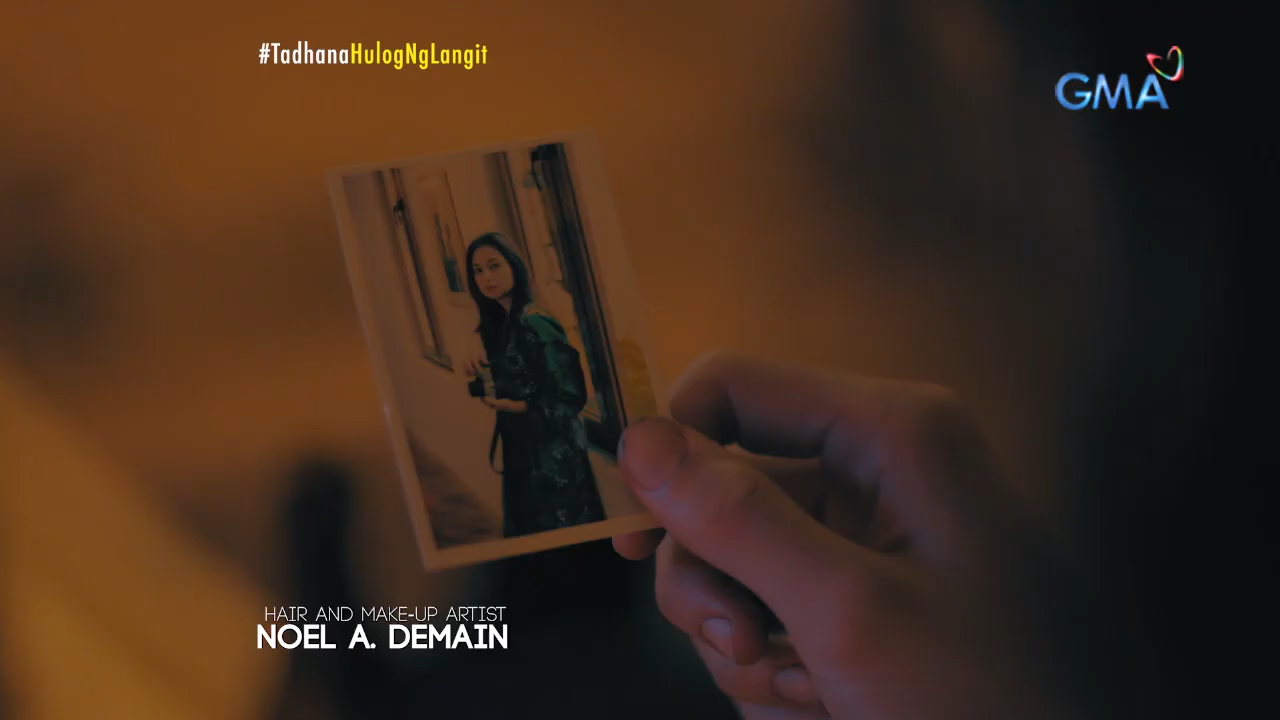 #TadhanaHulogNgLangit
GMA
HAIR AND MAKE-UP ARTIST
NOEL A. DEMAIN